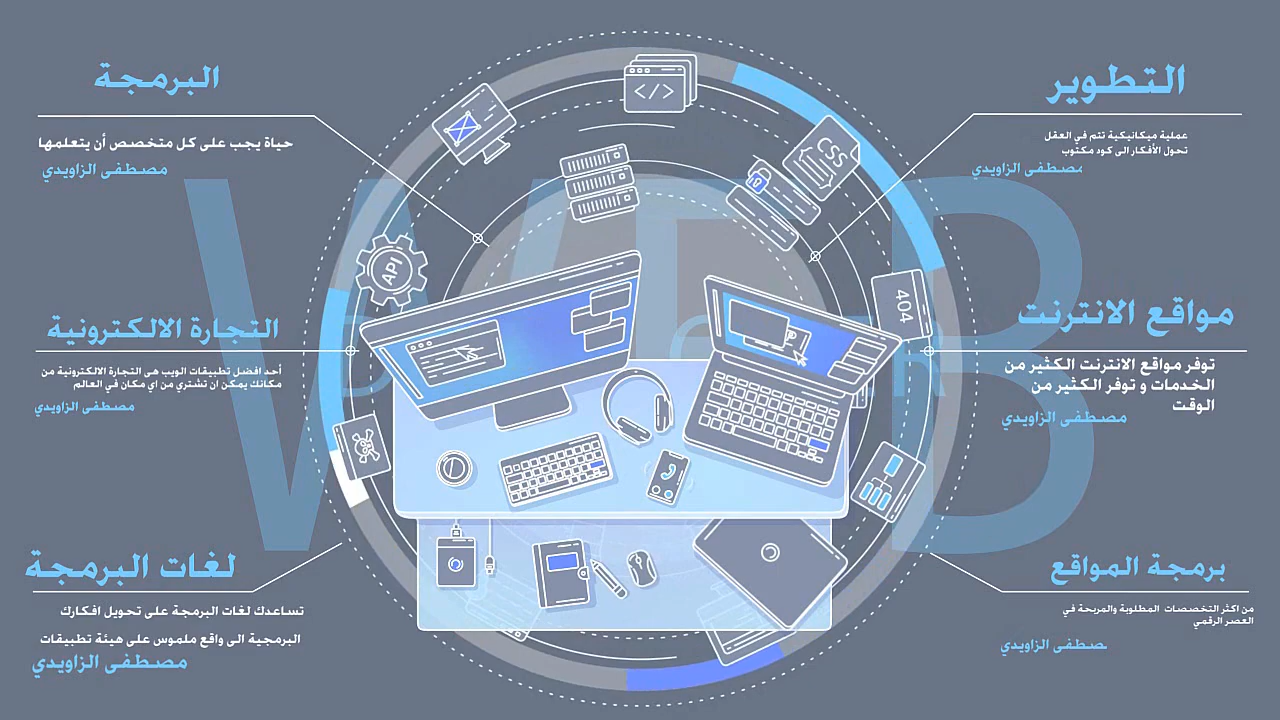 التطوير
عملية ميكانيكية تتم في العقل
تحول الأفكار الى كود مكتوب
مصطفى الزاويدي
البرمجة
حياة يجب على كل متخصص أن يتعلمها
مصطفى الزاويدي
</>
CSS
API
404
WEB
مواقع الانترنت
توفر مواقع الانترنت الكثير من
الخدمات و توفر الكثير من
الوقت
مصطفى الزاويدي
التجارة الالكترونية
أحد افضل تطبيقات الويب هي التجارة الالكترونية من
مكانك يمكن ان تشتري من اي مكان في العالم
مصطفى الزاويدي
برمجة المواقع
من اكثر التخصصات المطلوبة والمربحة في
العصر الرقمي
صطفى الزاويدي
لغات البرمجة
تساعدك لغات البرمجة على تحويل افكارك
البرمجية الى واقع ملموس على هيئة تطبيقات
مصطفى الزاويدي